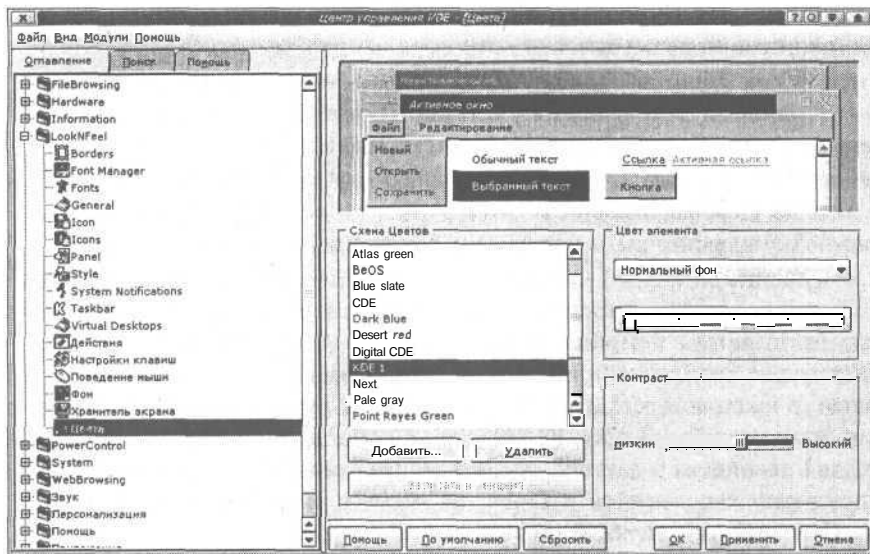 Центр управления KDE - [Цвета]
Файл Вид Модули Помощь
Оглавление Поиск Помощь
FileBrowsing
Hardware
Information
LookNFeel
Borders
Font Manager
Fonts
General
Icon
Icons
Panel
Style
System Notifications
Taskbar
Virtual Desktops
Действия
Настройки клавиш
Поведение мыши
Фон
Хранитель экрана
Цвета
PowerControl
System
WebBrowsing
Звук
Персонализация
Помощь
Активное окно
Файл Редактирование
Новый
Открыть
Сохранить
Обычный текст
Ссылка Активная ссылка
Выбранный текст
Кнопка
Схема Цветов
Atlas green
BeOS
Blue slate
CDE
Dark Blue
Desert red
Digital CDE
KDE 1
Next
Pale gray
Point Reyes Green
Добавить... Удалить
Цвет элемента
Нормальный фон
Контраст
Низкий Высокий
Помощь По умолчанию Сбросить OK Применить Отмена